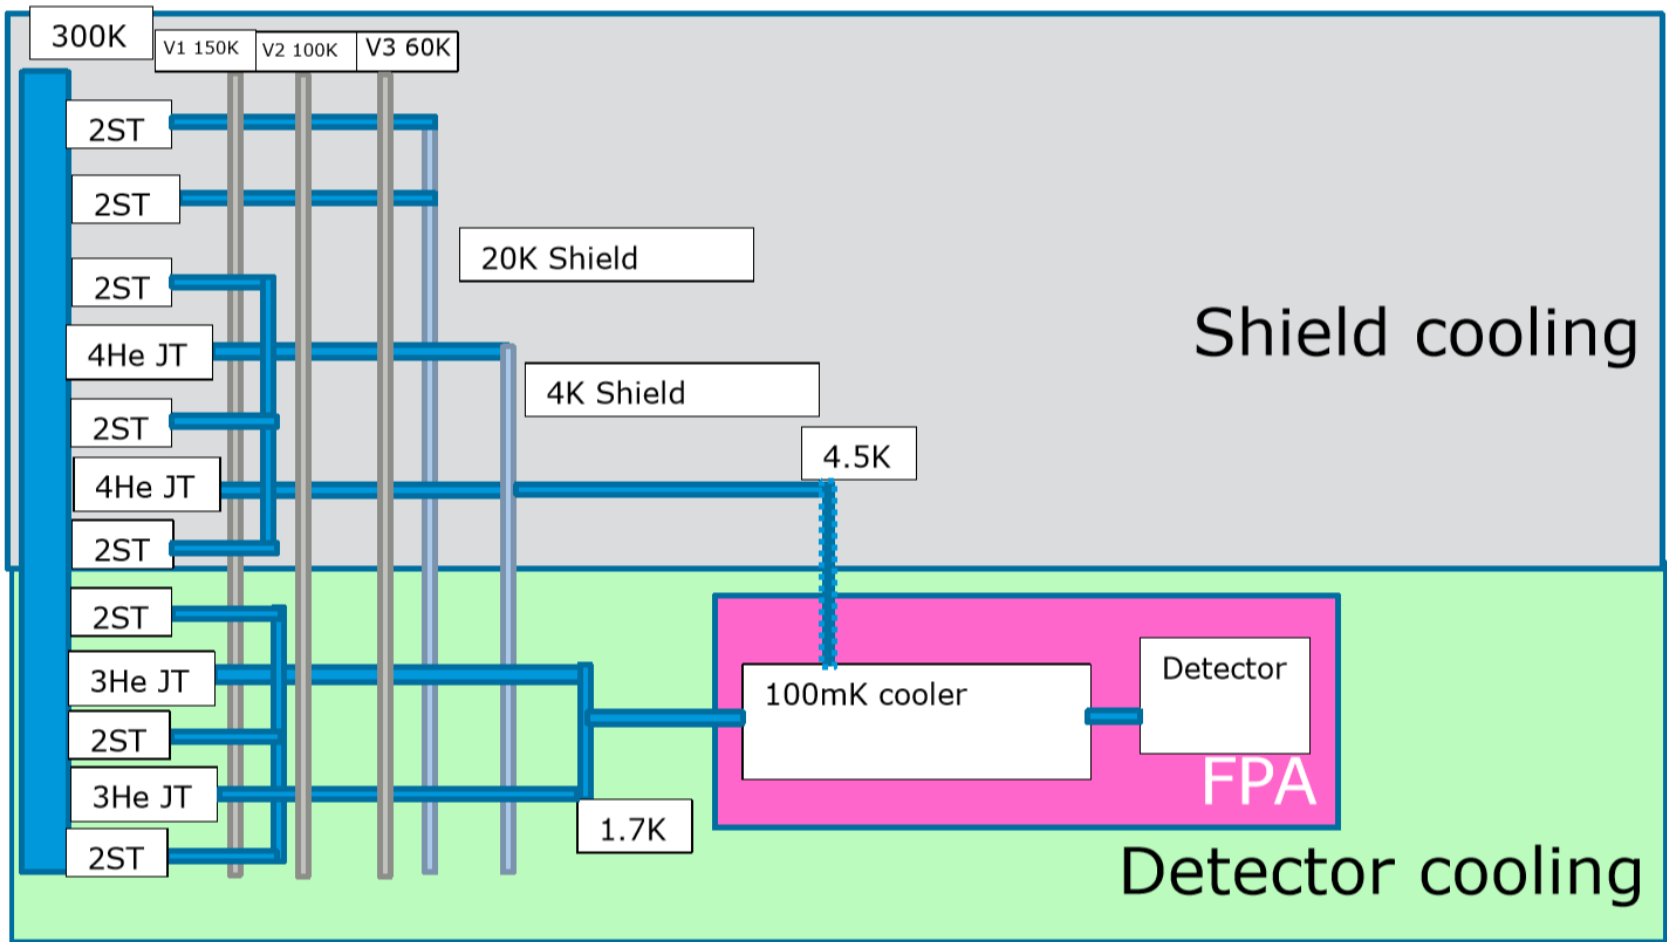 300K
V1 150K
V2 100K
V3 60K
2ST
2ST
20K Shield
2ST
Shield cooling
4He JT
4K Shield
2ST
4.5K
4He JT
2ST
2ST
3He JT
Detector
100mK cooler
2ST
FPA
3He JT
1.7K
2ST
Detector cooling